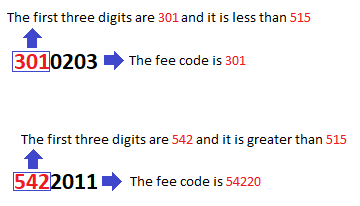 The first three digits are 301 and it is less than 515
3010203 The fee code is 301
The first three digits are 542 and it is greater than 515
5422011 The fee code is 54220